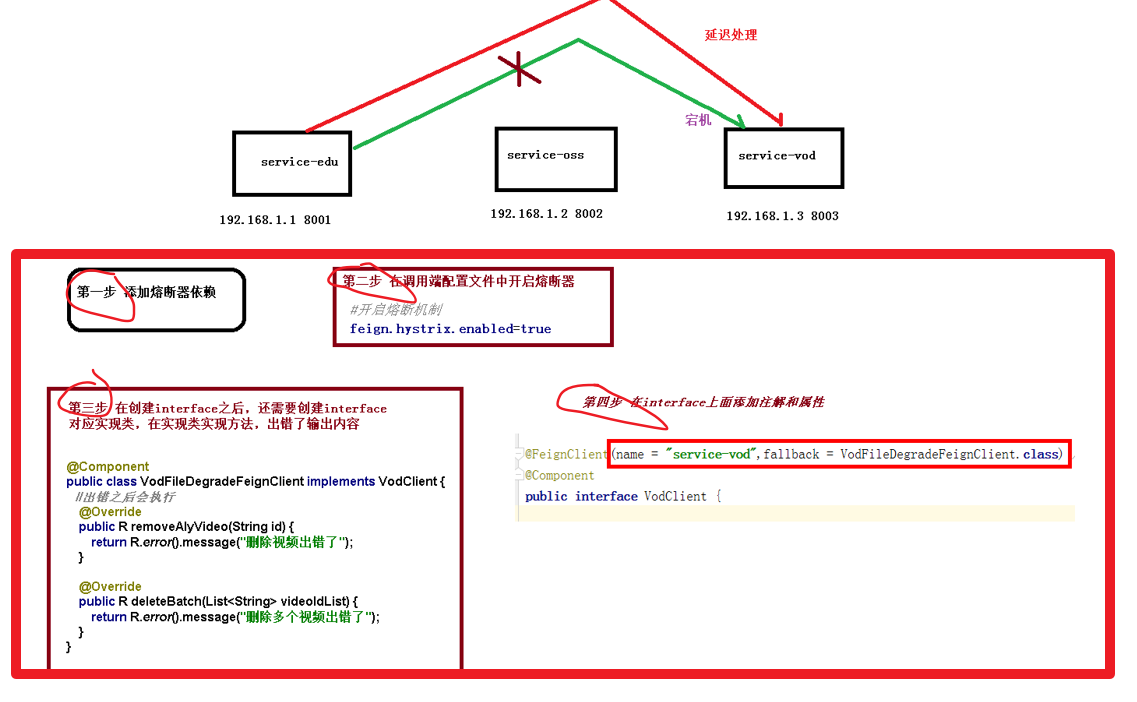 延迟处理
宕机
service-edu
service-oss
service-vod
192.168.1.1 8001
192.168.1.2 8002
192.168.1.3 8003
第一步 添加熔断器依赖
第二步 在调用端配置文件中开启熔断器
#开启熔断机制
feign.hystrix.enabled=true
第三步 在创建interface之后，还需要创建interface
对应实现类，在实现类实现方法，出错了输出内容
@Component
public class VodFileDegradeFeignClient implements VodClient {
//出错之后会执行
@Override
public R removeAlyVideo(String id) {
return R.error().message("删除视频出错了");
}
@Override
public R deleteBatch(List<String> videoIdList) {
return R.error().message("删除多个视频出错了");
}
}
第四步 在interface上面添加注解和属性
@FeignClient(name = "service-vod",fallback = VodFileDegradeFeignClient.class)
@Component
public interface VodClient {